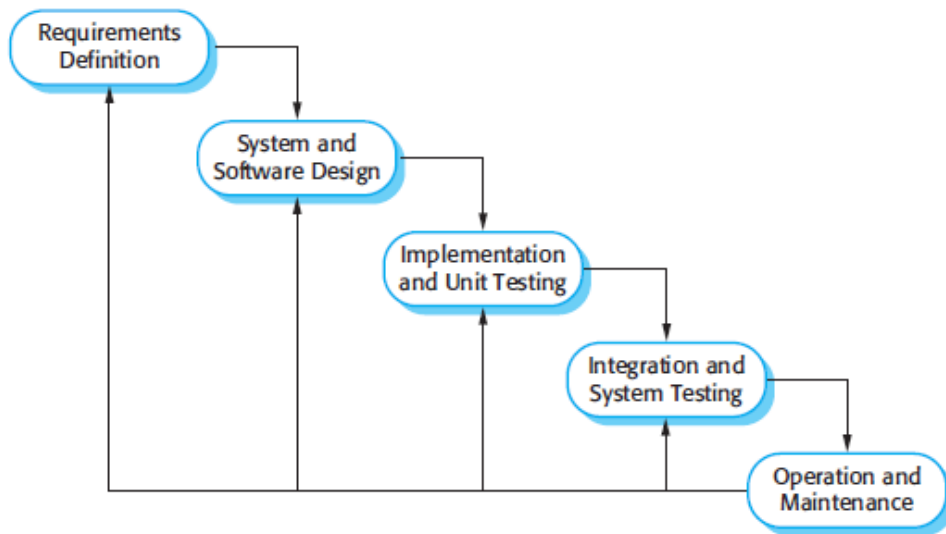 Requirements
Definition
System and
Software Design
Implementation
and Unit Testing
Integration and
System Testing
Operation and
Maintenance